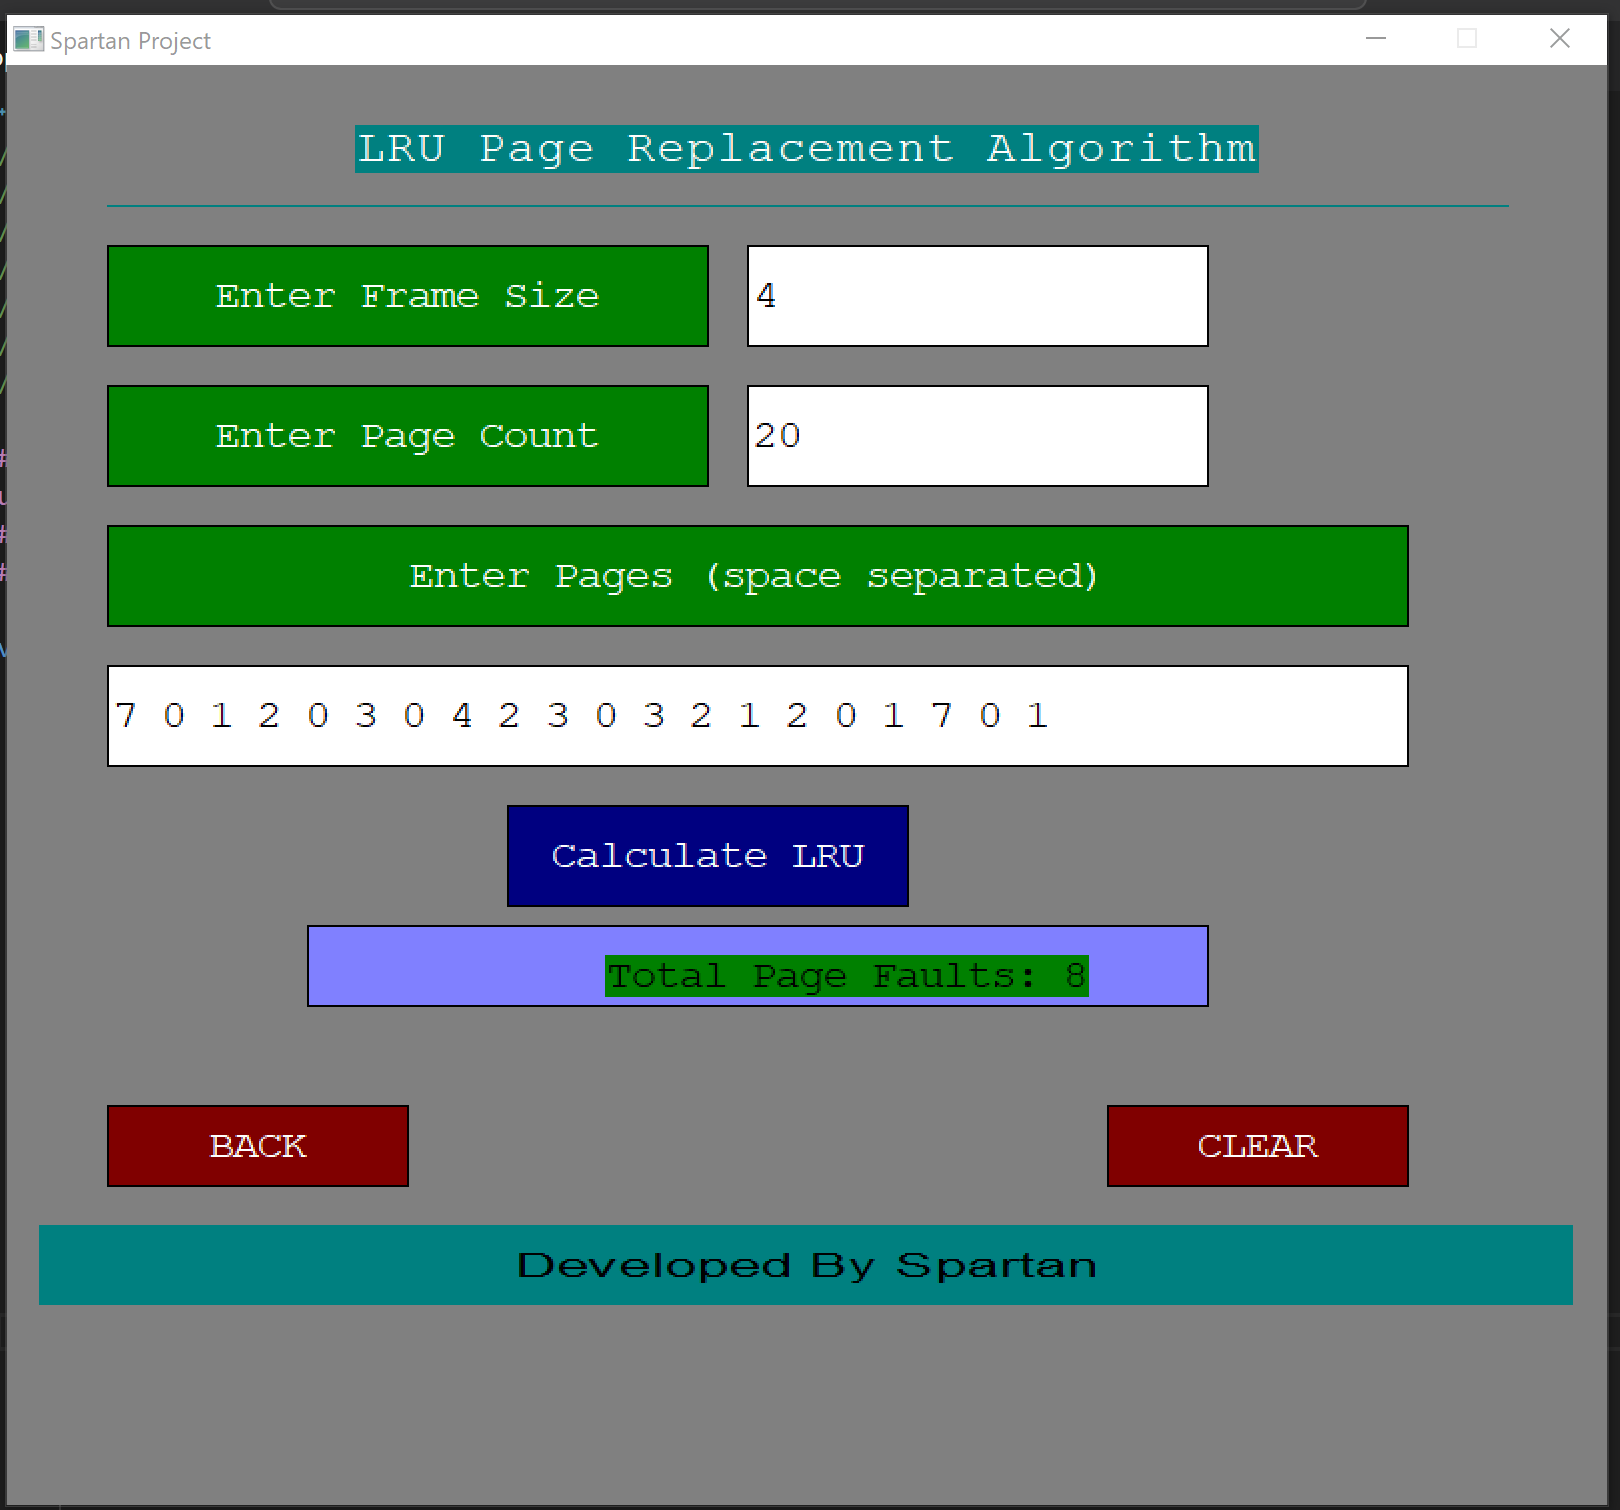 Spartan Project
LRU Page Replacement Algorithm
Enter Frame Size
4
Enter Page Count
20
Enter Pages (space separated)
7 0 1 2 0 3 0 4 2 3 0 3 2 1 2 0 1 7 0 1
Calculate LRU
Total Page Faults: 8
BACK
CLEAR
Developed By Spartan